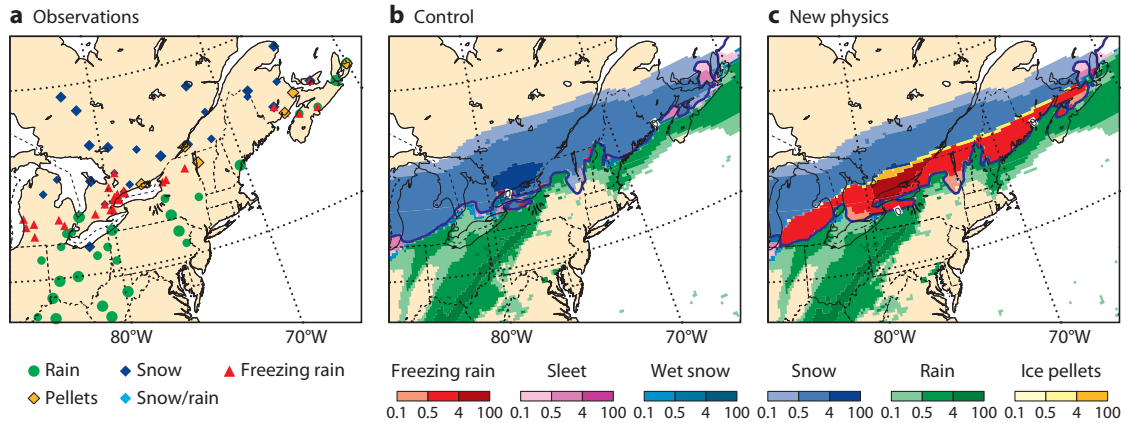 a Observations
b Control
c New physics
80°W 70°W
80°W 70°W
80°W 70°W
Rain Snow Freezing rain
Pellets Snow/rain
Freezing rain Sleet Wet snow Snow Rain Ice pellets
0.1 0.5 4 100 0.1 0.5 4 100 0.1 0.5 4 100 0.1 0.5 4 100 0.1 0.5 4 100 0.1 0.5 4 100